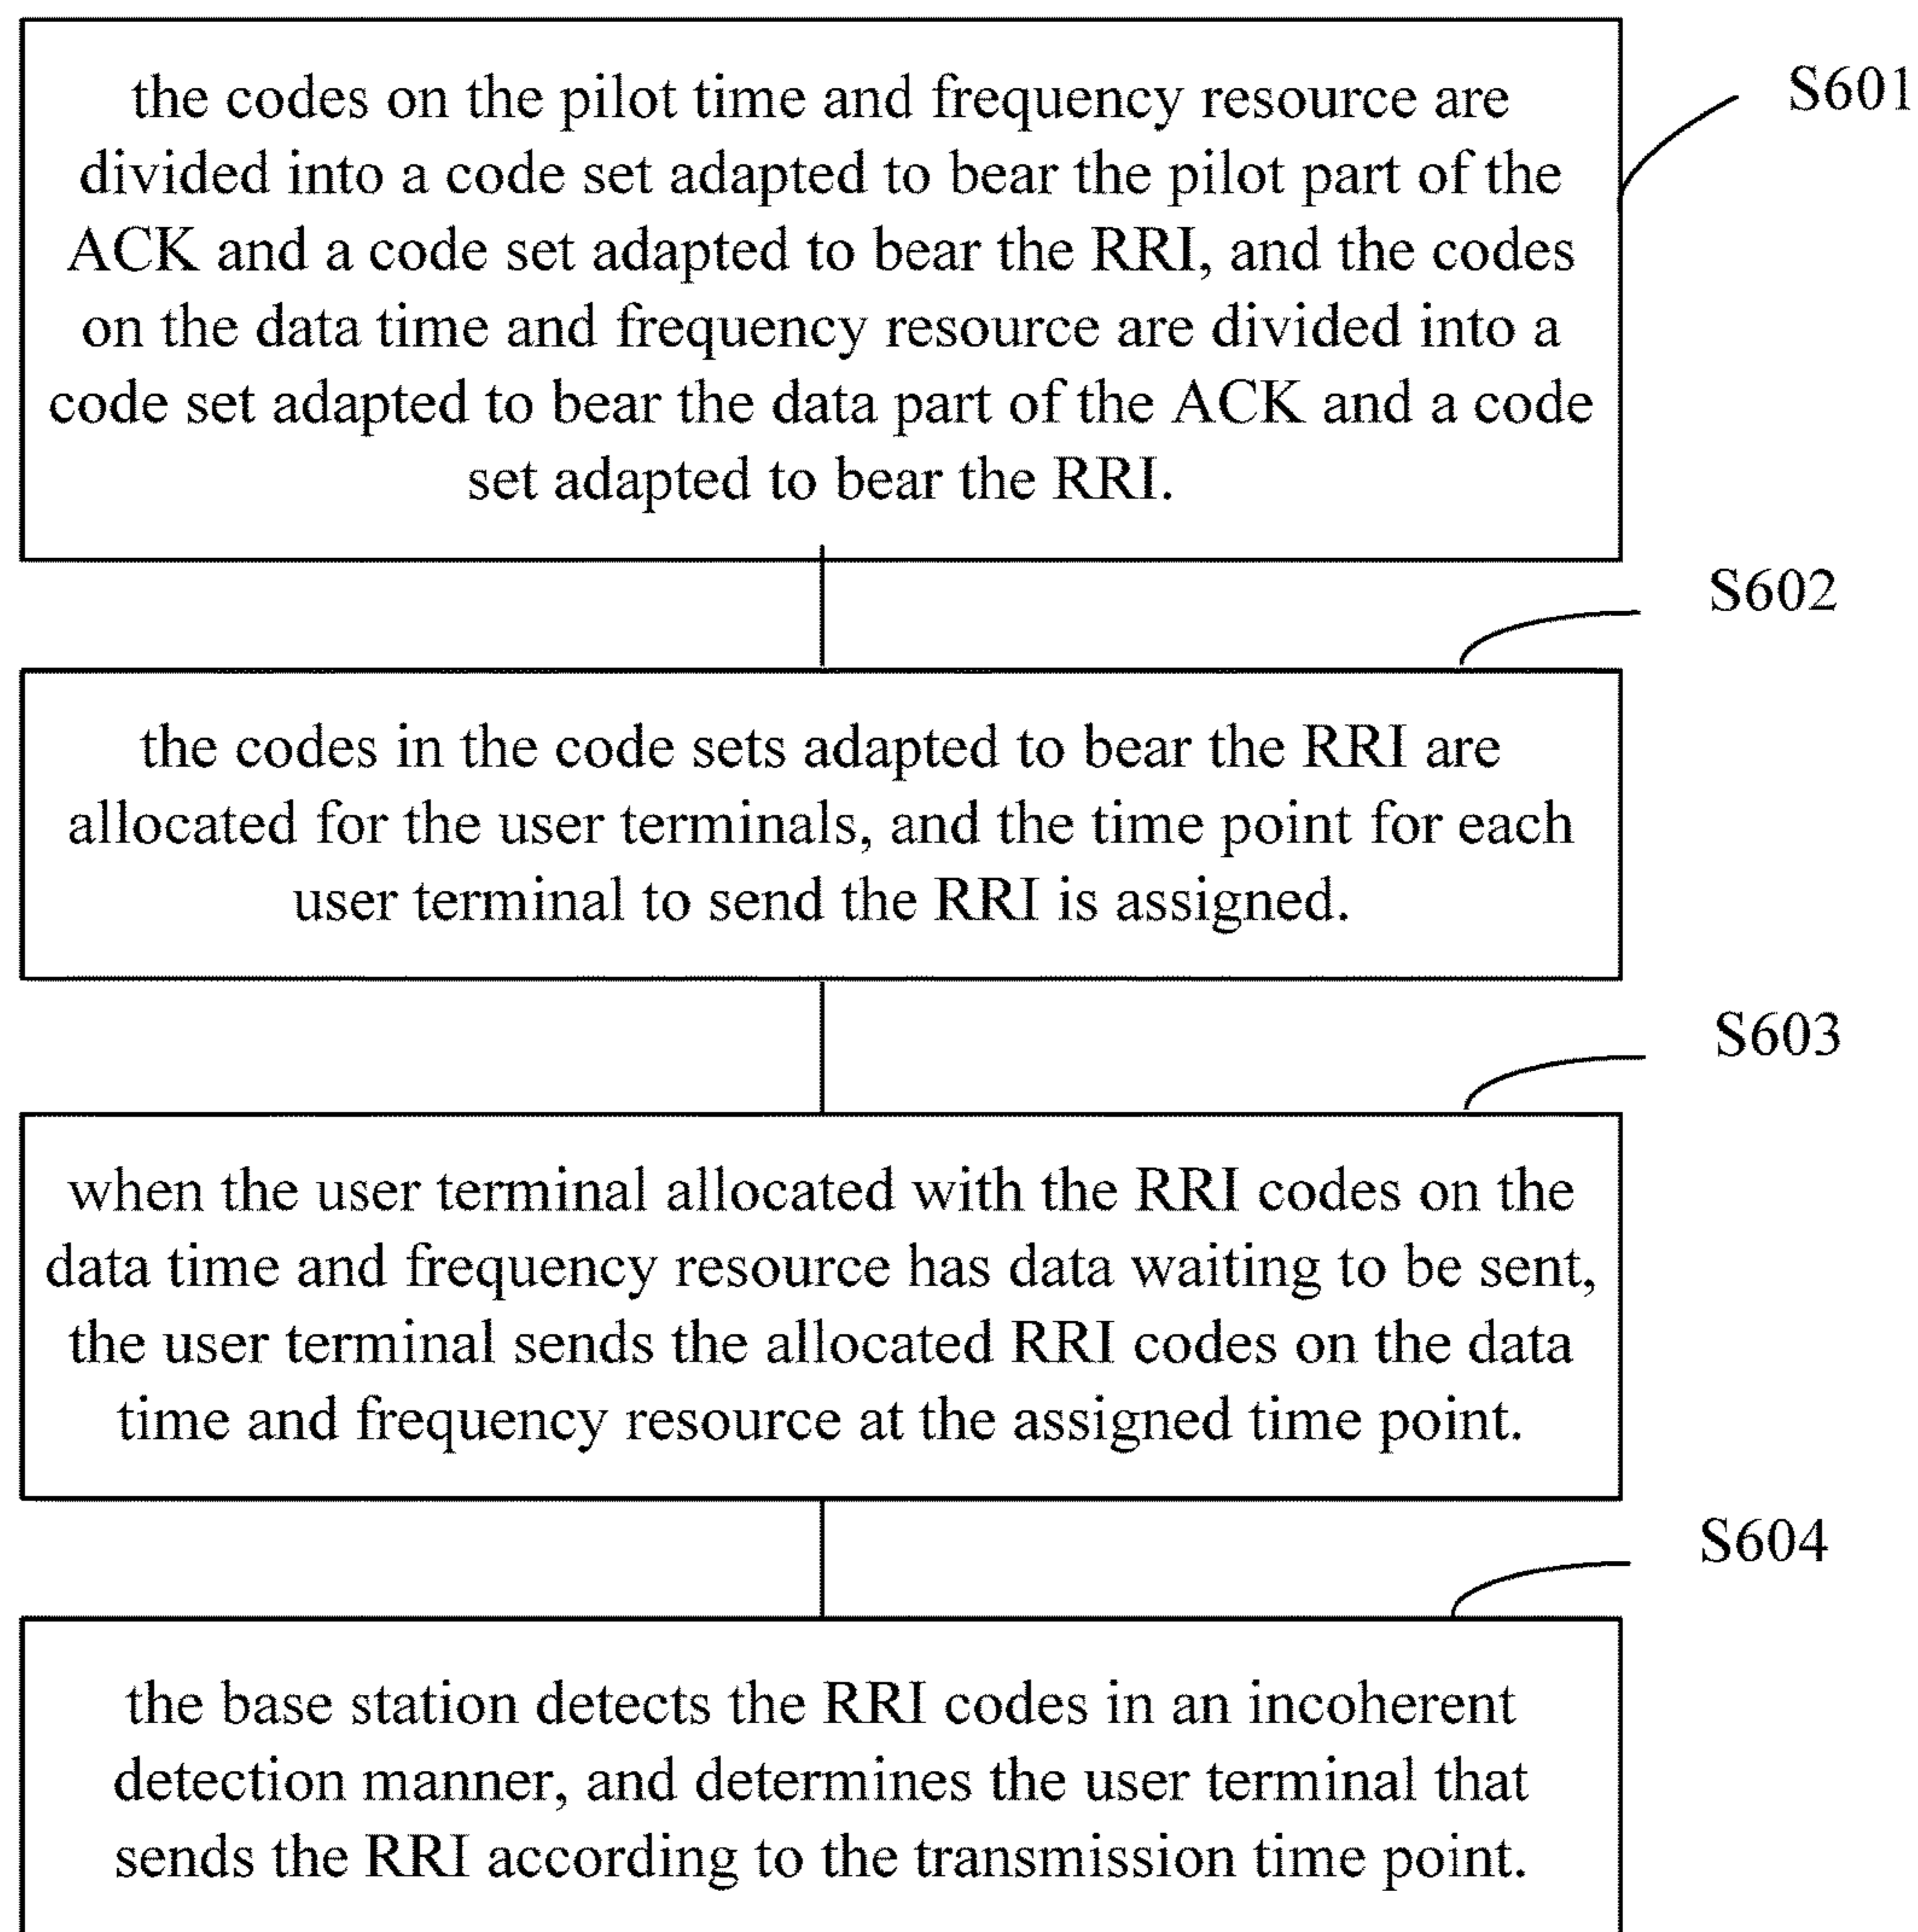 the codes on the pilot time and frequency resource are
divided into a code set adapted to bear the pilot part of the
ACK and a code set adapted to bear the RRI, and the codes
on the data time and frequency resource are divided into a
code set adapted to bear the data part of the ACK and a code
set adapted to bear the RRI.
S601
S602
the codes in the code sets adapted to bear the RRI are
allocated for the user terminals, and the time point for each
user terminal to send the RRI is assigned.
S603
when the user terminal allocated with the RRI codes on the
data time and frequency resource has data waiting to be sent,
the user terminal sends the allocated RRI codes on the data
time and frequency resource at the assigned time point.
S604
the base station detects the RRI codes in an incoherent
detection manner, and determines the user terminal that
sends the RRI according to the transmission time point.